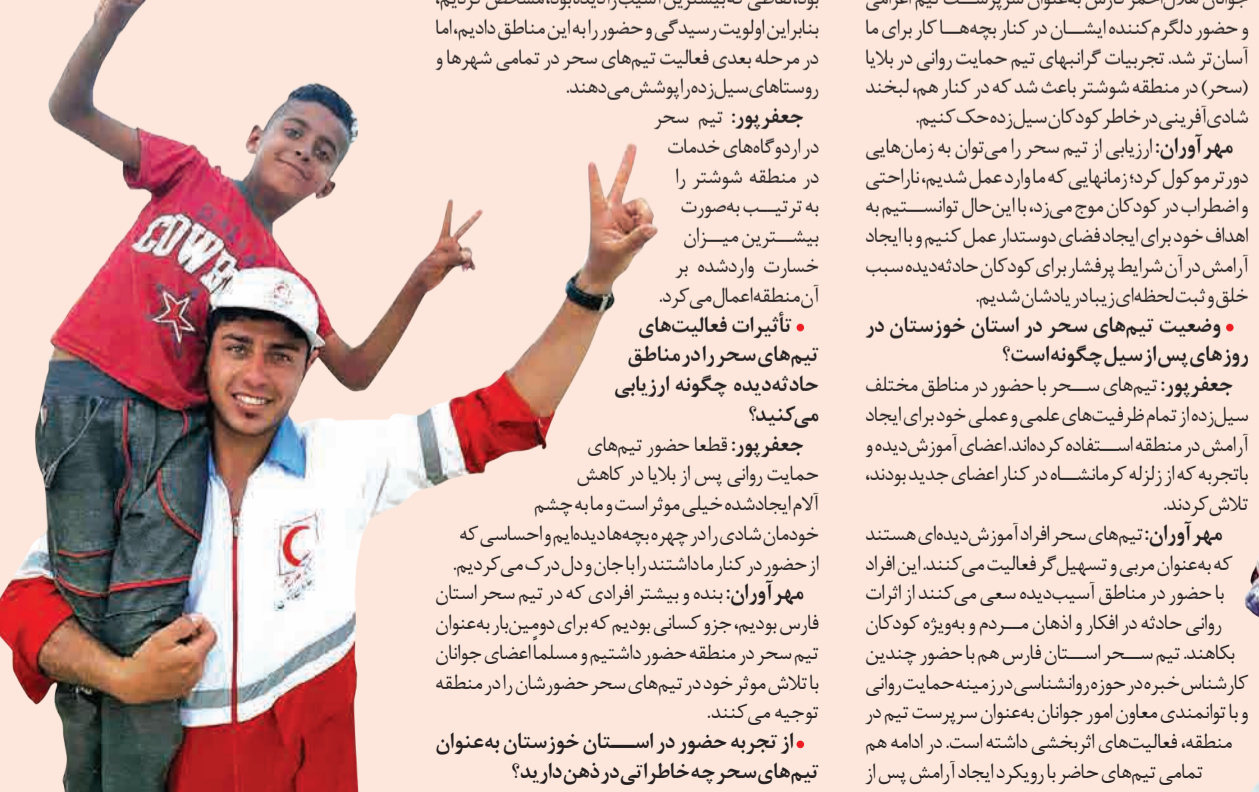 جوانان هلال‌احمر فارس به‌عنوان سرپرست تیم اعزامی
و حضور دلگرم‌کننده ایشان در کنار بچه‌ها کار برای ما
آسان‌تر شد. تجربیات گرانبهای تیم حمایت روانی در بلایا
(سحر) در منطقه شوشتر باعث شد که در کنار هم، لبخند
شادی‌آفرینی در خاطر کودکان سیل‌زده حک کنیم.
مهرآوران: ارزیابی از تیم سحر را می‌توان به زمان‌هایی
دورتر موکول کرد؛ زمانهایی که ما وارد عمل شدیم، ناراحتی
و اضطراب در کودکان موج می‌زد، با این‌حال توانستیم به
اهداف خود برای ایجاد فضای دوستدار عمل کنیم و با ایجاد
آرامش در آن شرایط پرفشار برای کودکان حادثه‌دیده سبب
خلق و ثبت لحظه‌ای زیبا در یادشان شدیم.
• وضعیت تیم‌های سحر در استان خوزستان در
روزهای پس از سیل چگونه است؟
جعفرپور: تیم‌های سحر با حضور در مناطق مختلف
سیل‌زده از تمام ظرفیت‌های علمی و عملی خود برای ایجاد
آرامش در منطقه استفاده کرده‌اند. اعضای آموزش‌دیده و
باتجربه که از زلزله کرمانشاه در کنار اعضای جدید بودند،
تلاش کردند.
مهرآوران: تیم‌های سحر افراد آموزش‌دیده‌ای هستند
که به‌عنوان مربی و تسهیل‌گر فعالیت می‌کنند. این افراد
با حضور در مناطق آسیب‌دیده سعی می‌کنند از اثرات
روانی حادثه در افکار و اذهان مردم و به‌ویژه کودکان
بکاهند. تیم سحر استان فارس هم با حضور چندین
کارشناس خبره در حوزه روانشناسی در زمینه حمایت روانی
و با توانمندی معاون امور جوانان به‌عنوان سرپرست تیم در
منطقه، فعالیت‌های اثربخشی داشته است. در ادامه هم
تمامی تیم‌های حاضر با رویکرد ایجاد آرامش پس از
بود، نقاطی که بیشترین آسیب را دیده بود، مشخص کردیم،
بنابراین اولویت رسیدگی و حضور را به این مناطق دادیم، اما
در مرحله بعدی فعالیت تیم‌های سحر در تمامی شهرها و
روستاهای سیل‌زده را پوشش می‌دهند.
جعفرپور: تیم سحر
در اردوگاه‌های خدمات
در منطقه شوشتر را
به ترتیب به‌صورت
بیشترین میزان
خسارت واردشده بر
آن منطقه اعمال می‌کرد.
• تأثیرات فعالیت‌های
تیم‌های سحر را در مناطق
حادثه‌دیده چگونه ارزیابی
می‌کنید؟
جعفرپور: قطعا حضور تیم‌های
حمایت روانی پس از بلایا در کاهش
آلام ایجادشده خیلی موثر است و ما به چشم
خودمان شادی را در چهره بچه‌ها دیده‌ایم و احساسی که
از حضور در کنار ما داشتند را با جان و دل درک می‌کردیم.
مهرآوران: بنده و بیشتر افرادی که در تیم سحر استان
فارس بودیم، جزو کسانی بودیم که برای دومین‌بار به‌عنوان
تیم سحر در منطقه حضور داشتیم و مسلماً اعضای جوانان
با تلاش موثر خود در تیم‌های سحر حضورشان را در منطقه
توجیه می‌کنند.
• از تجربه حضور در استان خوزستان به‌عنوان
تیم‌های سحر چه خاطراتی در ذهن دارید؟